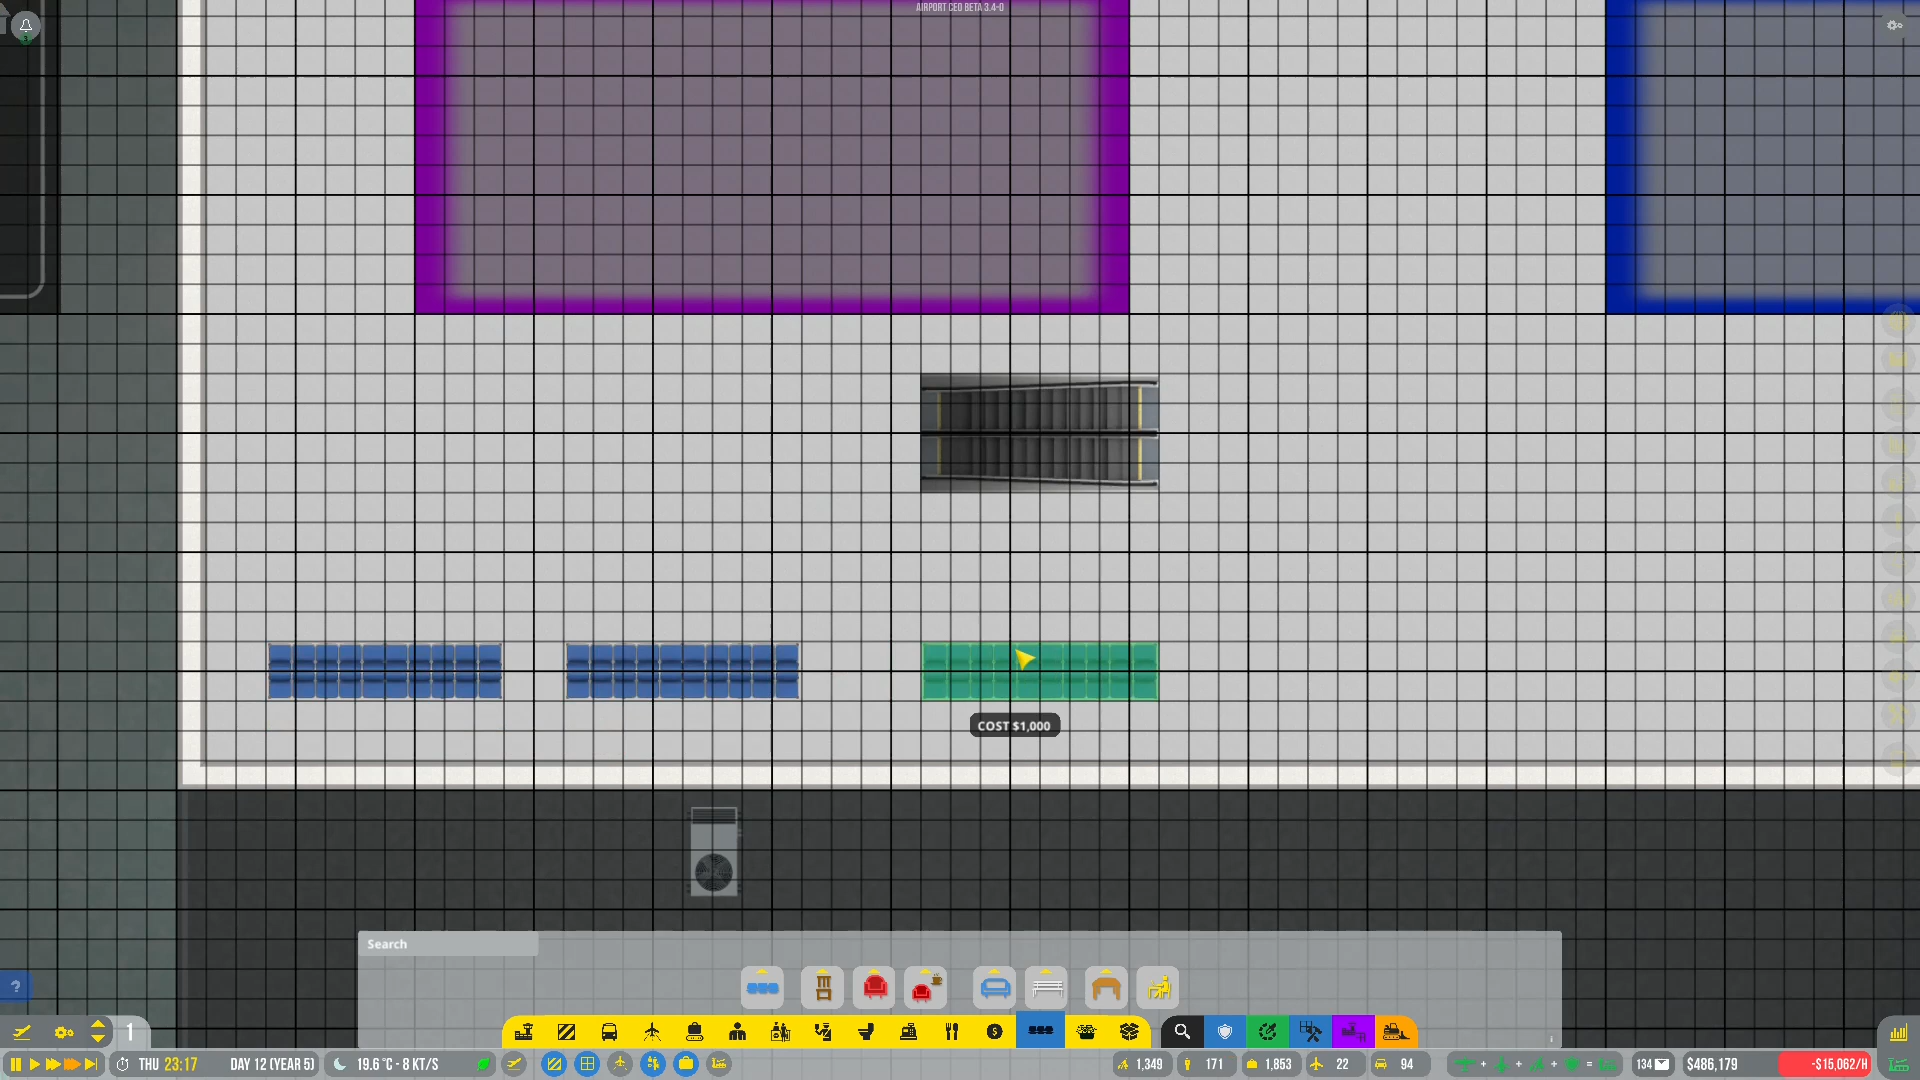 AIRPORT CEO BETA 3.4-0
COST $1,000
Search
?
1
THU 23:17
DAY 12 (YEAR 5)
19.6 °C - 8 KT/S
1,349
171
1,853
22
94
+ + + =
134
$486,179
-$15,062/H